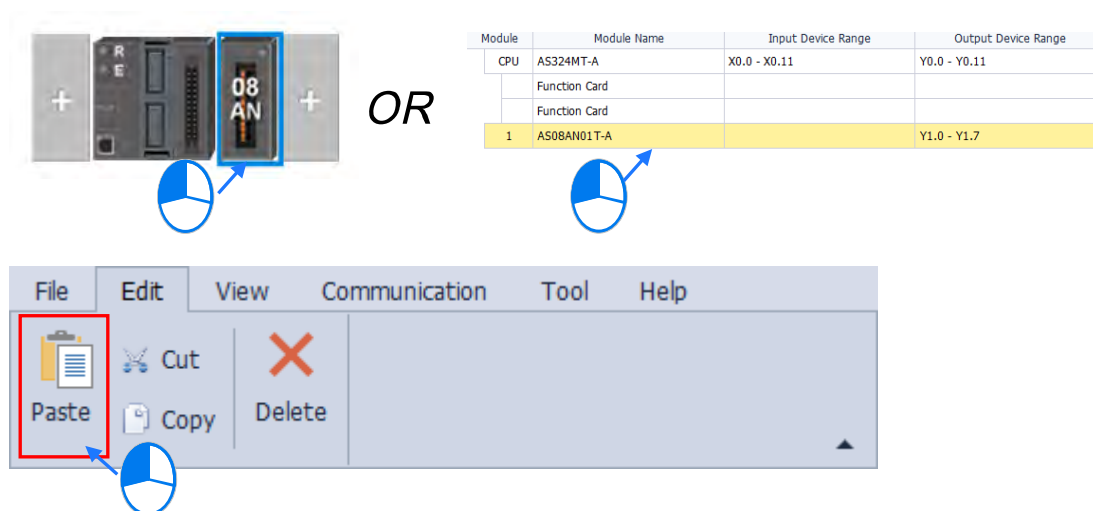 R
E
+
08
AN
+
OR
Module Module Name Input Device Range Output Device Range
CPU AS324MT-A X0.0 - X0.11 Y0.0 - Y0.11
Function Card
Function Card
1 AS08AN01T-A Y1.0 - Y1.7
File Edit View Communication Tool Help
Paste
Cut
Copy
Delete